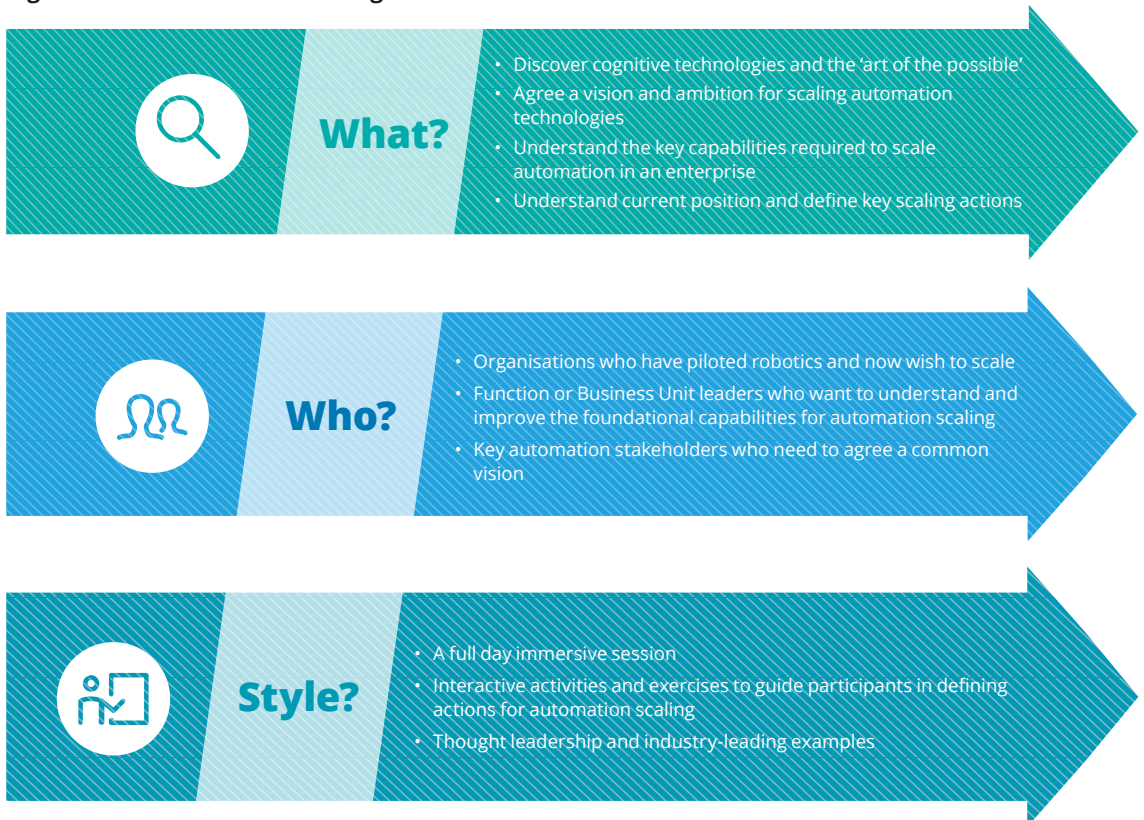 What?
• Discover cognitive technologies and the ‘art of the possible’
• Agree a vision and ambition for scaling automation
technologies
• Understand the key capabilities required to scale
automation in an enterprise
• Understand current position and define key scaling actions
Who?
• Organisations who have piloted robotics and now wish to scale
• Function or Business Unit leaders who want to understand and
improve the foundational capabilities for automation scaling
• Key automation stakeholders who need to agree a common
vision
Style?
• A full day immersive session
• Interactive activities and exercises to guide participants in defining
actions for automation scaling
• Thought leadership and industry-leading examples